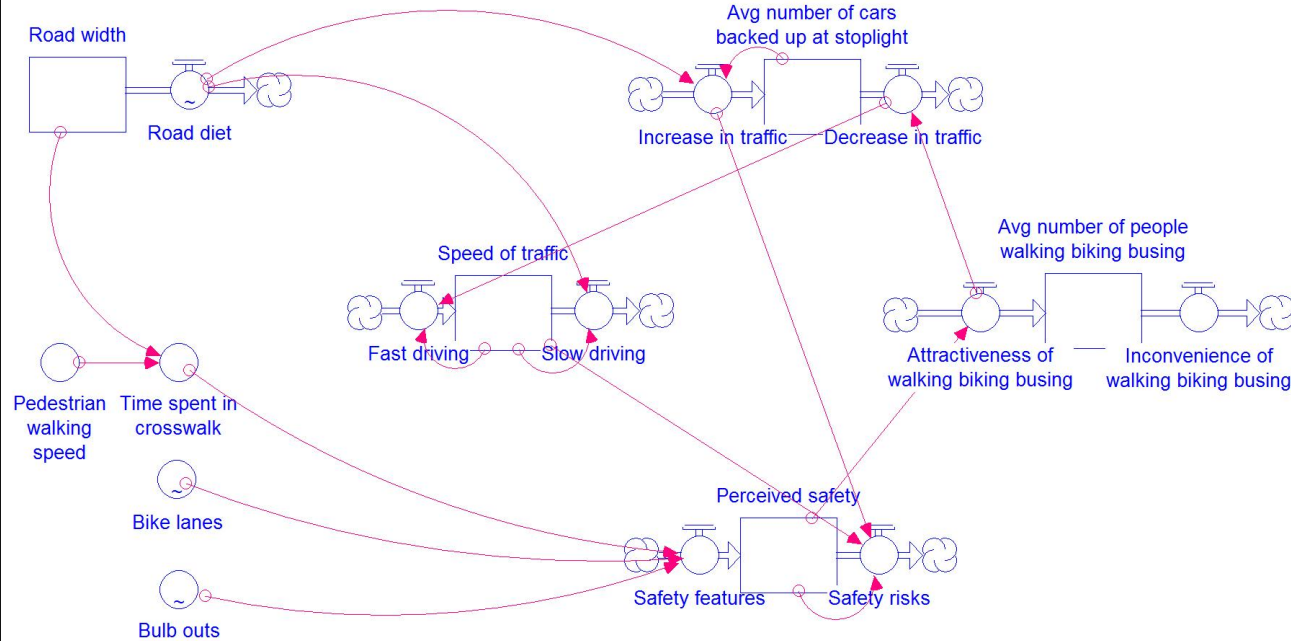 Road width
Road diet
Avg number of cars
backed up at stoplight
Increase in traffic
Decrease in traffic
Speed of traffic
Fast driving
Slow driving
Avg number of people
walking biking busing
Attractiveness of
walking biking busing
Inconvenience of
walking biking busing
Pedestrian
walking
speed
Time spent in
crosswalk
Bike lanes
Bulb outs
Perceived safety
Safety features
Safety risks
~
~
~